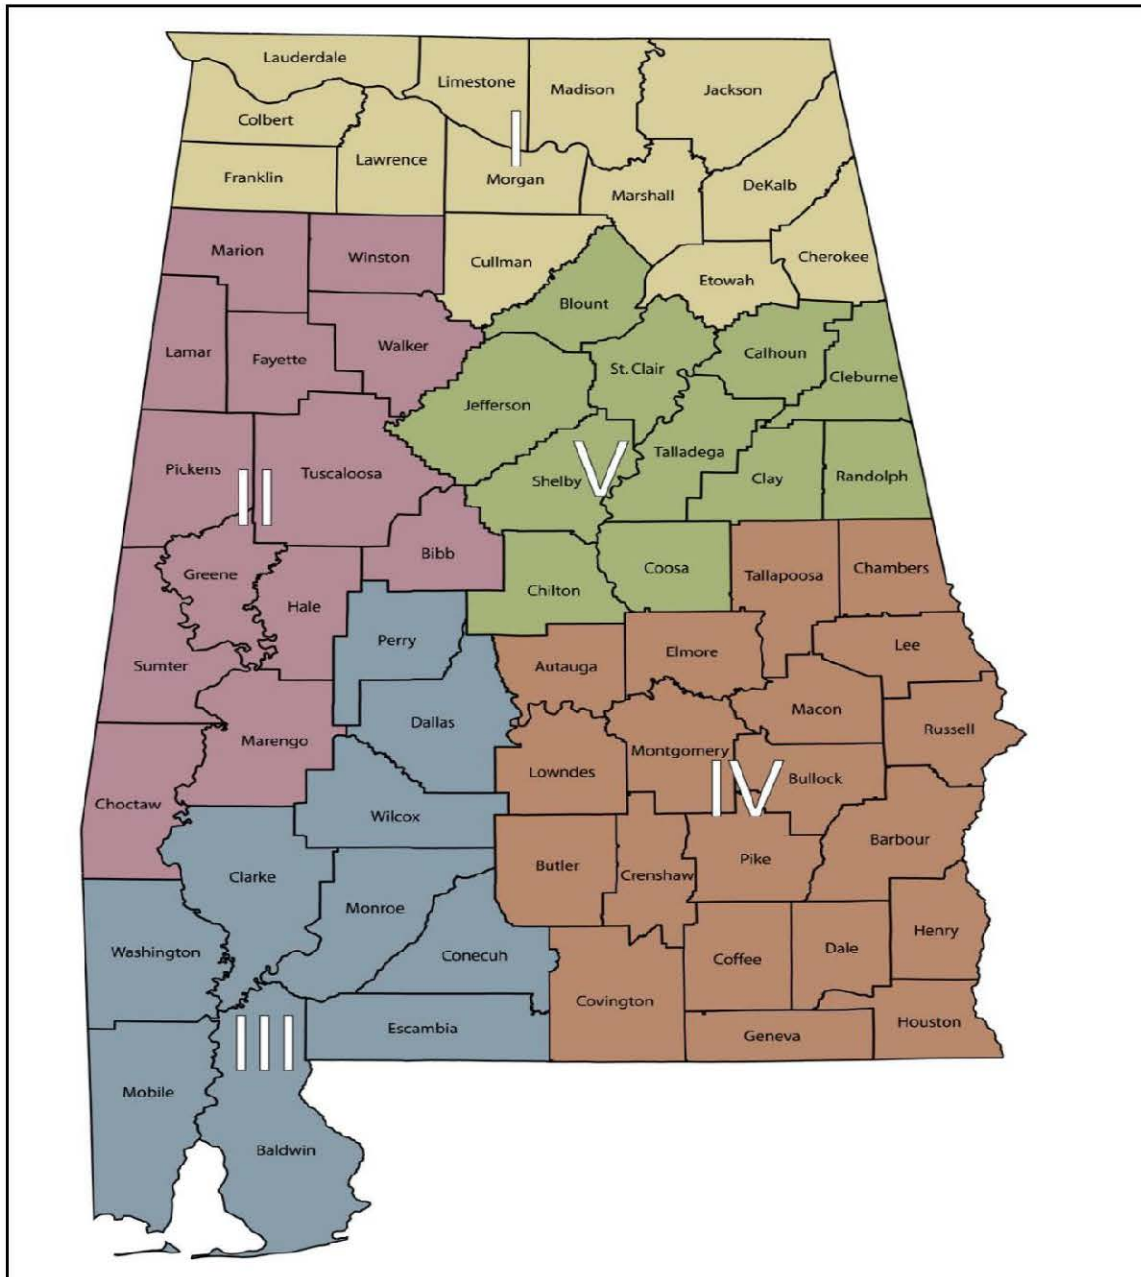 Lauderdale
Limestone
Madison
Jackson
Colbert
Lawrence
I
Franklin
Morgan
Marshall
DeKalb
Marion
Winston
Cullman
Cherokee
Etowah
Blount
Lamar
Fayette
Walker
St. Clair
Calhoun
Cleburne
Jefferson
Pickens
II
Tuscaloosa
Shelby
V
Talladega
Clay
Randolph
Greene
Bibb
Hale
Chilton
Coosa
Tallapoosa
Chambers
Sumter
Perry
Autauga
Elmore
Lee
Marengo
Dallas
Macon
Russell
Choctaw
Lowndes
Montgomery
IV
Bullock
Wilcox
Clarke
Butler
Crenshaw
Pike
Barbour
Monroe
Washington
Conecuh
Coffee
Dale
Henry
Covington
III
Escambia
Geneva
Houston
Mobile
Baldwin